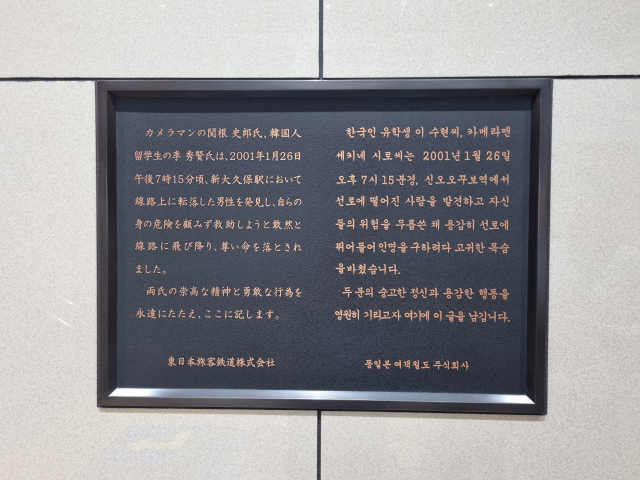 カメラマンの関根 史郎氏、韓国人
留学生の李 秀賢氏は、2001年1月26日
午後7時15分頃、新大久保駅において
線路上に転落した男性を発見し、自らの
身の危険を顧みず救助しようと敢然と
線路に飛び降り、尊い命を落とされ
ました。
両氏の崇高な精神と勇敢な行為を
永遠にたたえ、ここに記します。
東日本旅客鉄道株式会社
한국인 유학생 이 수현씨, 카메라맨
세키네 시로씨는 2001년 1월 26일
오후 7시 15분경, 신오오쿠보역에서
선로에 떨어진 사람을 발견하고 자신
들의 위험을 무릅쓴 채 용감히 선로에
뛰어들어 인명을 구하려다 고귀한 목숨
을 바쳤습니다.
두 분의 숭고한 정신과 용감한 행동을
영원히 기리고자 여기에 이 글을 남깁니다.
동일본 여객철도 주식회사